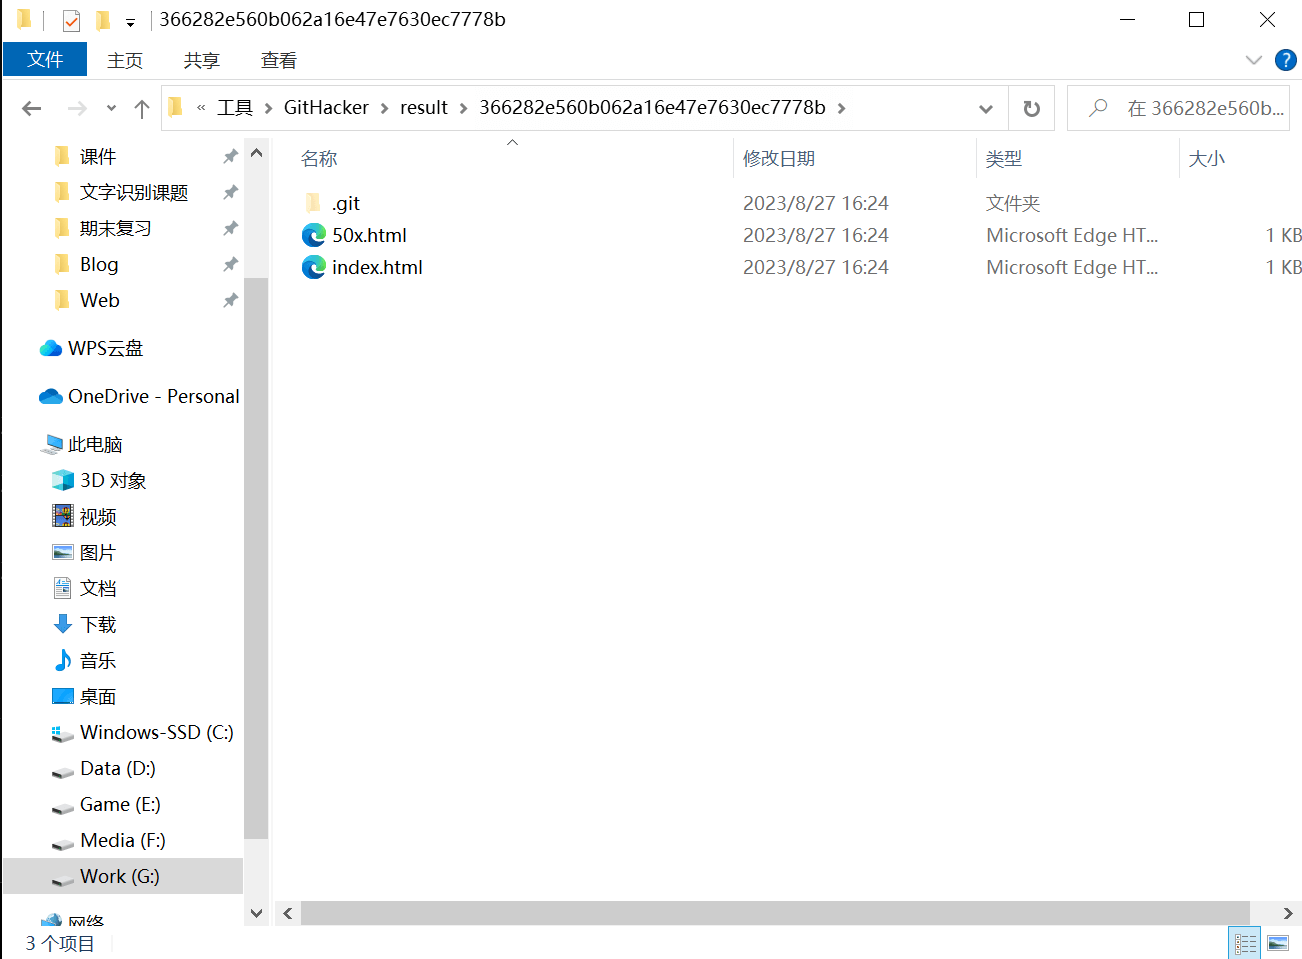 366282e560b062a16e47e7630ec7778b
文件 主页 共享 查看
« 工具 GitHacker result 366282e560b062a16e47e7630ec7778b 在 366282e560b...
名称 修改日期 类型 大小
.git 2023/8/27 16:24 文件夹
50x.html 2023/8/27 16:24 Microsoft Edge HT... 1 KB
index.html 2023/8/27 16:24 Microsoft Edge HT... 1 KB
课件
文字识别课题
期末复习
Blog
Web
WPS云盘
OneDrive - Personal
此电脑
3D 对象
视频
图片
文档
下载
音乐
桌面
Windows-SSD (C:)
Data (D:)
Game (E:)
Media (F:)
Work (G:)
网络
3 个项目